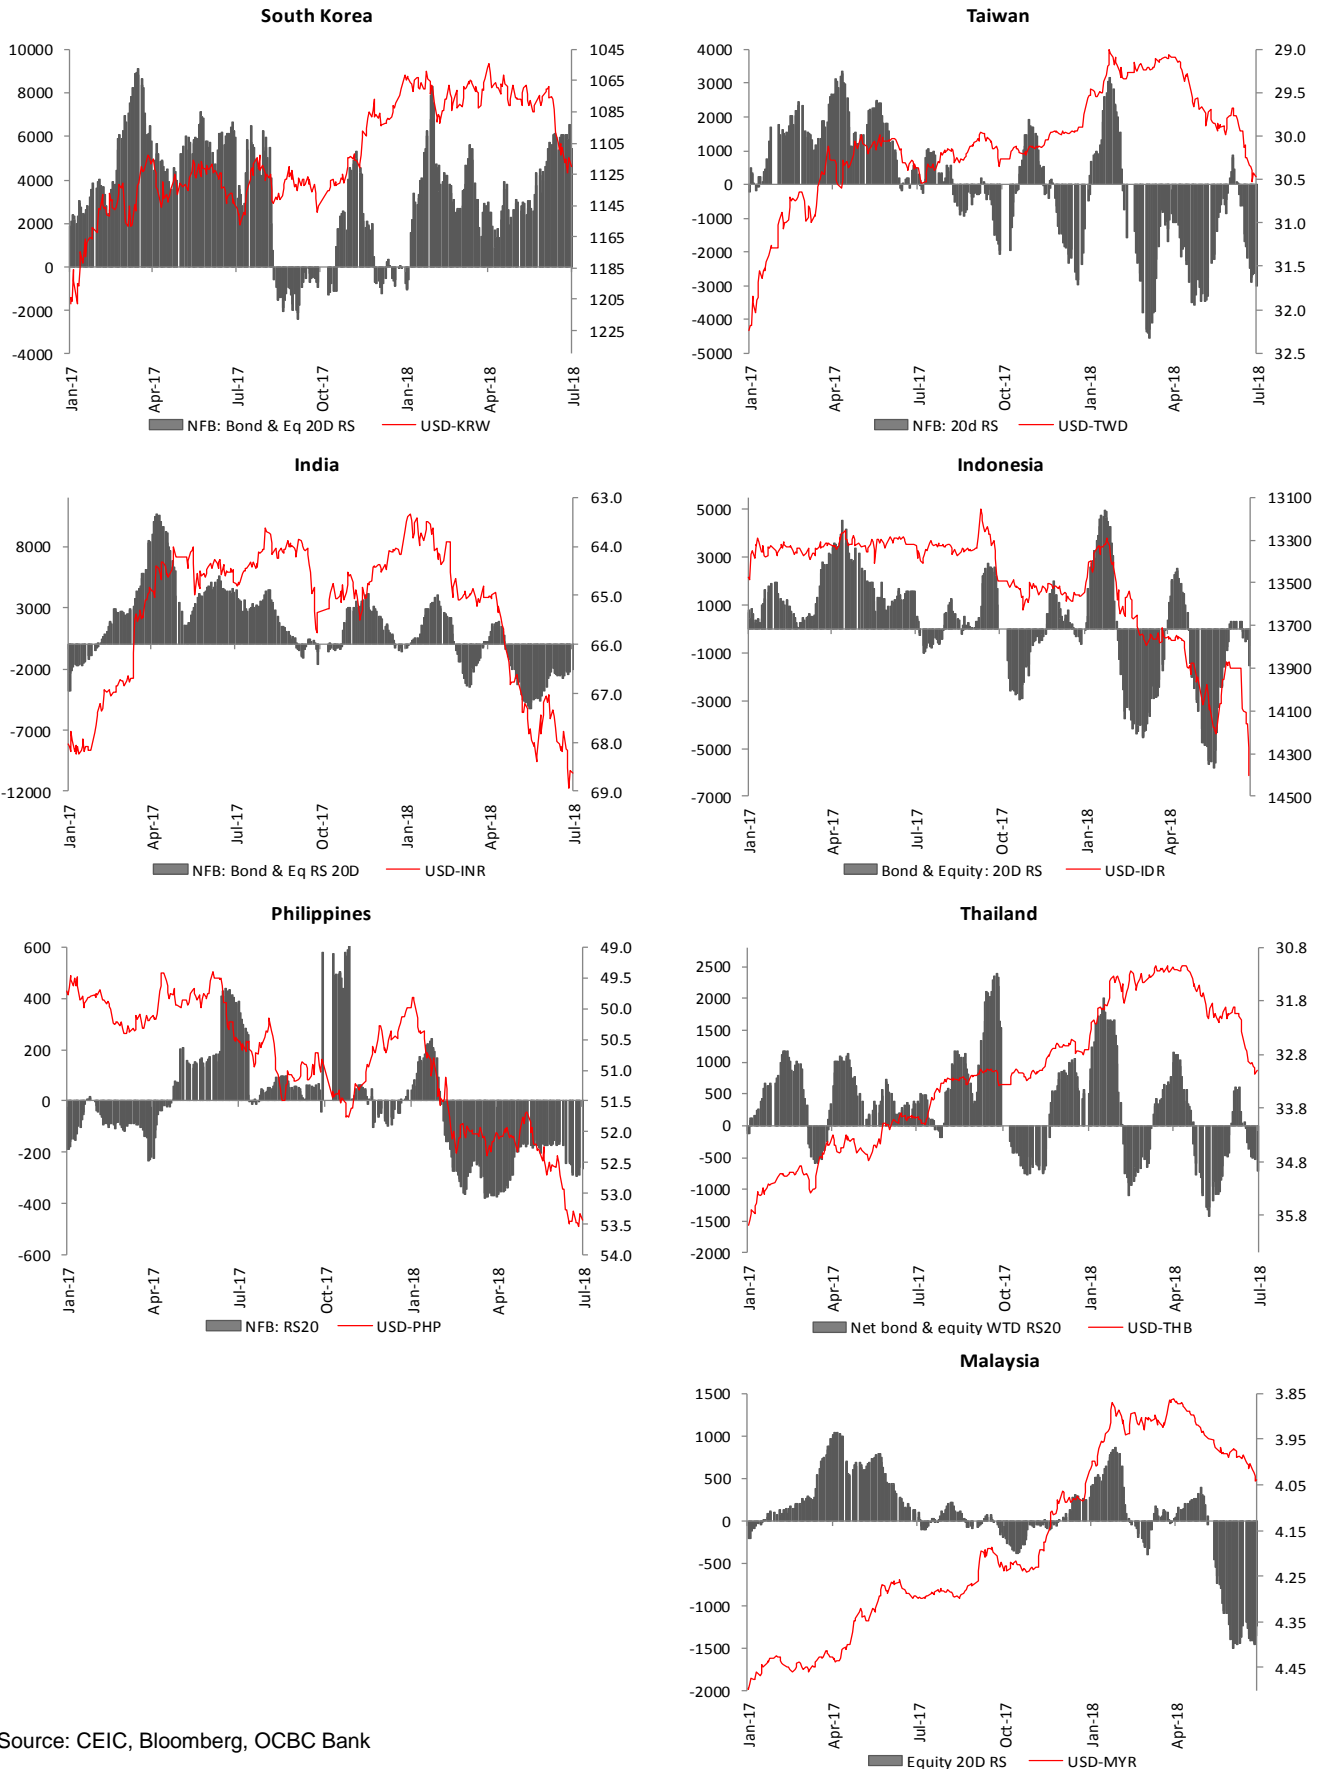 South Korea
10000
8000
6000
4000
2000
0
-2000
-4000
1045
1065
1085
1105
1125
1145
1165
1185
1205
1225
Jan-17
Apr-17
Jul-17
Oct-17
Jan-18
Apr-18
Jul-18
NFB: Bond & Eq 20D RS
USD-KRW
Taiwan
4000
3000
2000
1000
0
-1000
-2000
-3000
-4000
-5000
29.0
29.5
30.0
30.5
31.0
31.5
32.0
32.5
Jan-17
Apr-17
Jul-17
Oct-17
Jan-18
Apr-18
Jul-18
NFB: 20d RS
USD-TWD
India
8000
3000
-2000
-7000
-12000
63.0
64.0
65.0
66.0
67.0
68.0
69.0
Jan-17
Apr-17
Jul-17
Oct-17
Jan-18
Apr-18
Jul-18
NFB: Bond & Eq RS 20D
USD-INR
Indonesia
5000
3000
1000
-1000
-3000
-5000
-7000
13100
13300
13500
13700
13900
14100
14300
14500
Jan-17
Apr-17
Jul-17
Oct-17
Jan-18
Apr-18
Bond & Equity: 20D RS
USD-IDR
Philippines
600
400
200
0
-200
-400
-600
49.0
49.5
50.0
50.5
51.0
51.5
52.0
52.5
53.0
53.5
54.0
Jan-17
Apr-17
Jul-17
Oct-17
Jan-18
Apr-18
Jul-18
NFB: RS20
USD-PHP
Thailand
2500
2000
1500
1000
500
0
-500
-1000
-1500
-2000
30.8
31.8
32.8
33.8
34.8
35.8
Jan-17
Apr-17
Jul-17
Oct-17
Jan-18
Apr-18
Jul-18
Net bond & equity WTD RS20
USD-THB
Malaysia
1500
1000
500
0
-500
-1000
-1500
-2000
3.85
3.95
4.05
4.15
4.25
4.35
4.45
Jan-17
Apr-17
Jul-17
Oct-17
Jan-18
Apr-18
Equity 20D RS
USD-MYR
Source: CEIC, Bloomberg, OCBC Bank